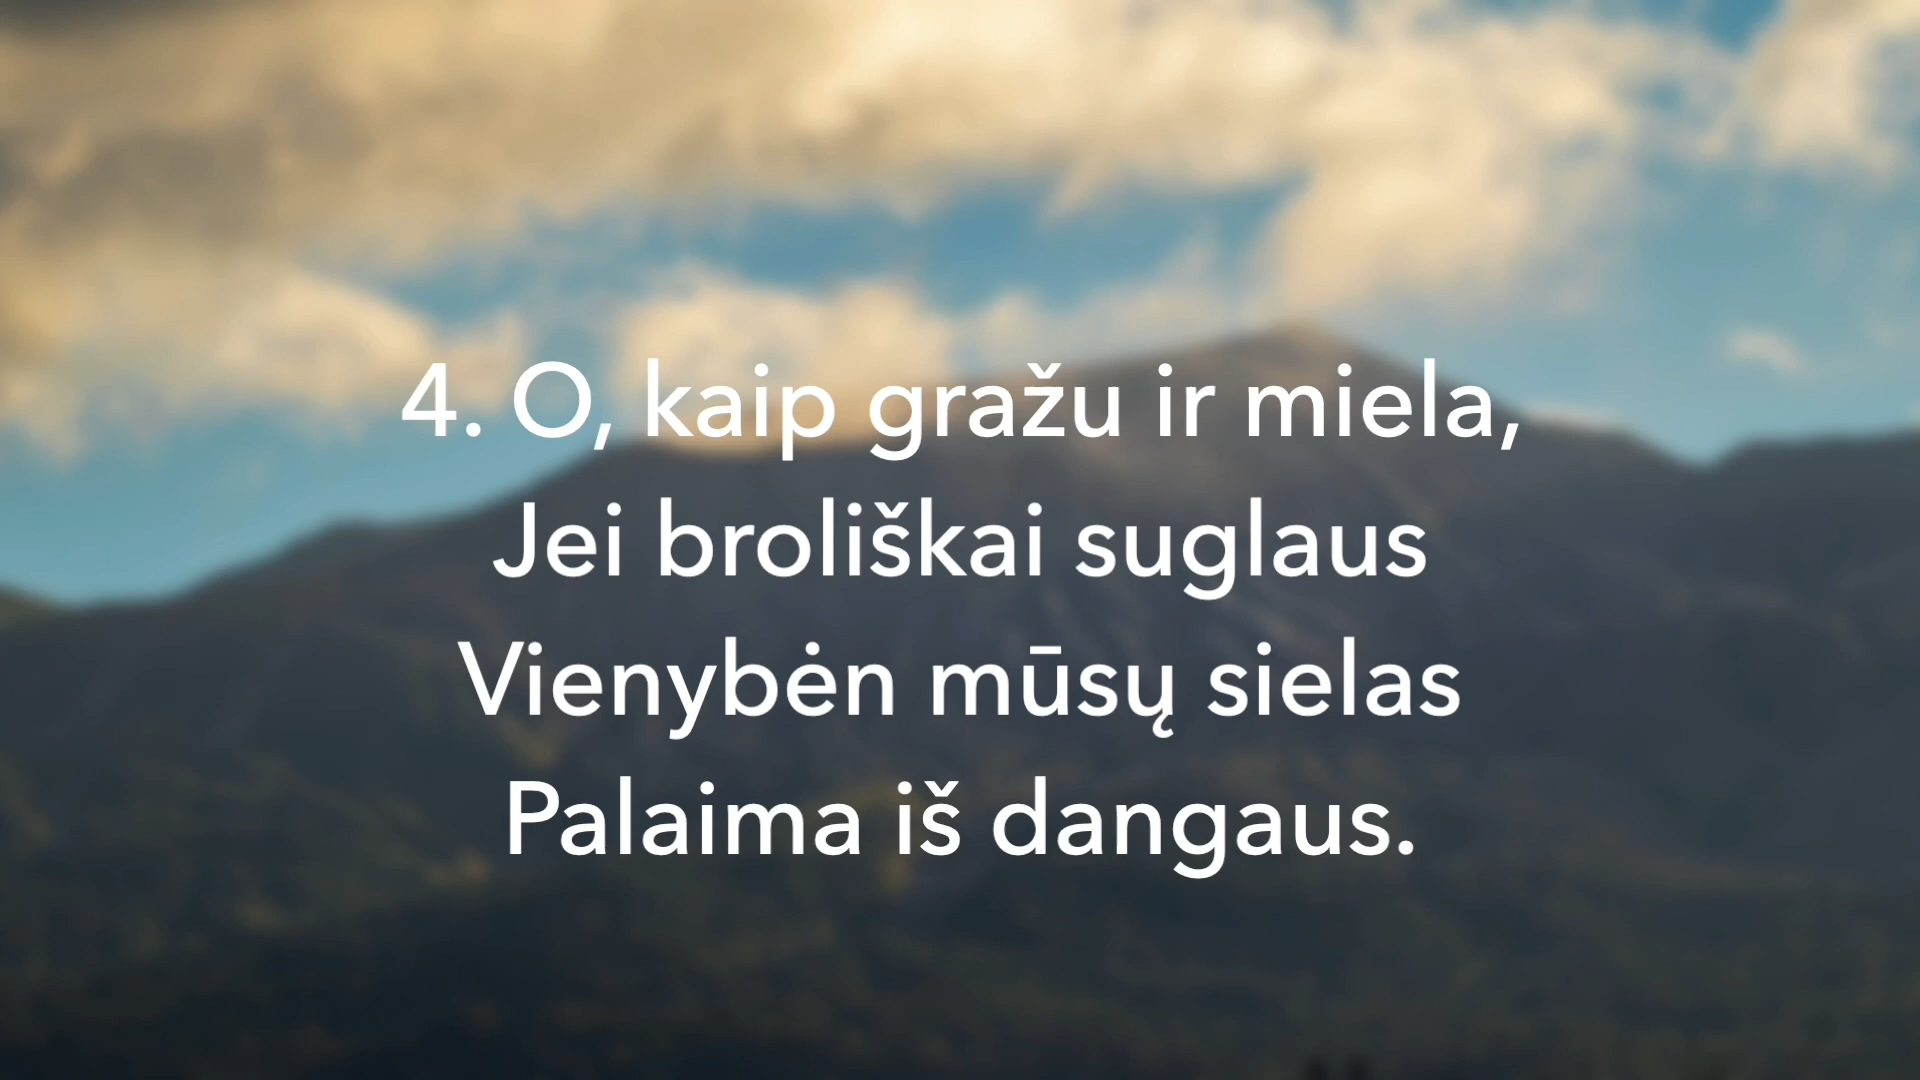 4. O, kaip gražu ir miela,
Jei broliškai suglaus
Vienybėn mūsų sielas
Palaima iš dangaus.